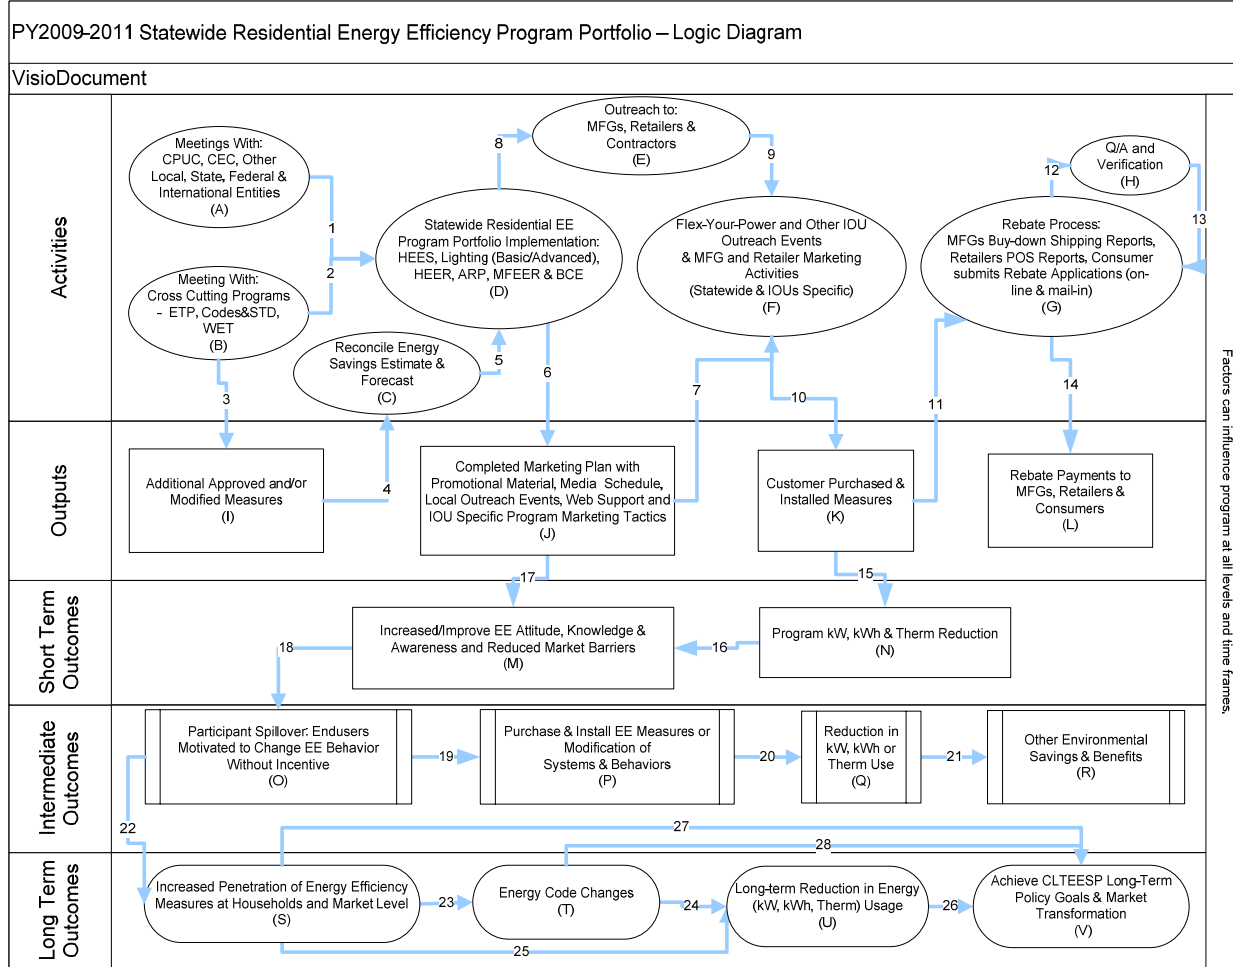 PY2009-2011 Statewide Residential Energy Efficiency Program Portfolio – Logic Diagram
VisioDocument
Activities
Meetings With:
CPUC, CEC, Other
Local, State, Federal &
International Entities
(A)
1
2
Meeting With:
Cross Cutting Programs
- ETP, Codes&STD,
WET
(B)
3
Reconcile Energy
Savings Estimate &
Forecast
(C)
5
Statewide Residential EE
Program Portfolio Implementation:
HEES, Lighting (Basic/Advanced),
HEER, ARP, MFEER & BCE
(D)
6
8
Outreach to:
MFGs, Retailers &
Contractors
(E)
9
Flex-Your-Power and Other IOU
Outreach Events
& MFG and Retailer Marketing
Activities
(Statewide & IOUs Specific)
(F)
7
10
11
12
Q/A and
Verification
(H)
13
Rebate Process:
MFGs Buy-down Shipping Reports,
Retailers POS Reports, Consumer
submits Rebate Applications (on-
line & mail-in)
(G)
14
Outputs
Additional Approved and/or
Modified Measures
(I)
4
Completed Marketing Plan with
Promotional Material, Media Schedule,
Local Outreach Events, Web Support and
IOU Specific Program Marketing Tactics
(J)
Customer Purchased &
Installed Measures
(K)
Rebate Payments to
MFGs, Retailers &
Consumers
(L)
17
15
Short Term
Outcomes
18
Increased/Improve EE Attitude, Knowledge &
Awareness and Reduced Market Barriers
(M)
16
Program kW, kWh & Therm Reduction
(N)
Intermediate
Outcomes
Participant Spillover: Endusers
Motivated to Change EE Behavior
Without Incentive
(O)
19
Purchase & Install EE Measures or
Modification of
Systems & Behaviors
(P)
20
Reduction in
kW, kWh or
Therm Use
(Q)
21
Other Environmental
Savings & Benefits
(R)
22
27
28
Long Term
Outcomes
Increased Penetration of Energy Efficiency
Measures at Households and Market Level
(S)
23
Energy Code Changes
(T)
24
25
Long-term Reduction in Energy
(kW, kWh, Therm) Usage
(U)
26
Achieve CLTEESP Long-Term
Policy Goals & Market
Transformation
(V)
Factors can influence program at all levels and time frames,